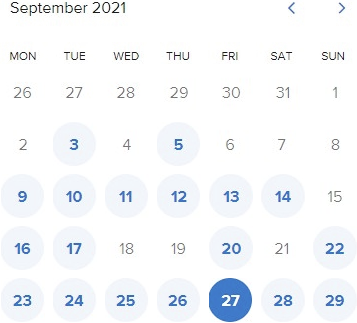 September 2021
MON TUE WED THU FRI SAT SUN
26 27 28 29 30 31 1
2 3 4 5 6 7 8
9 10 11 12 13 14 15
16 17 18 19 20 21 22
23 24 25 26 27 28 29